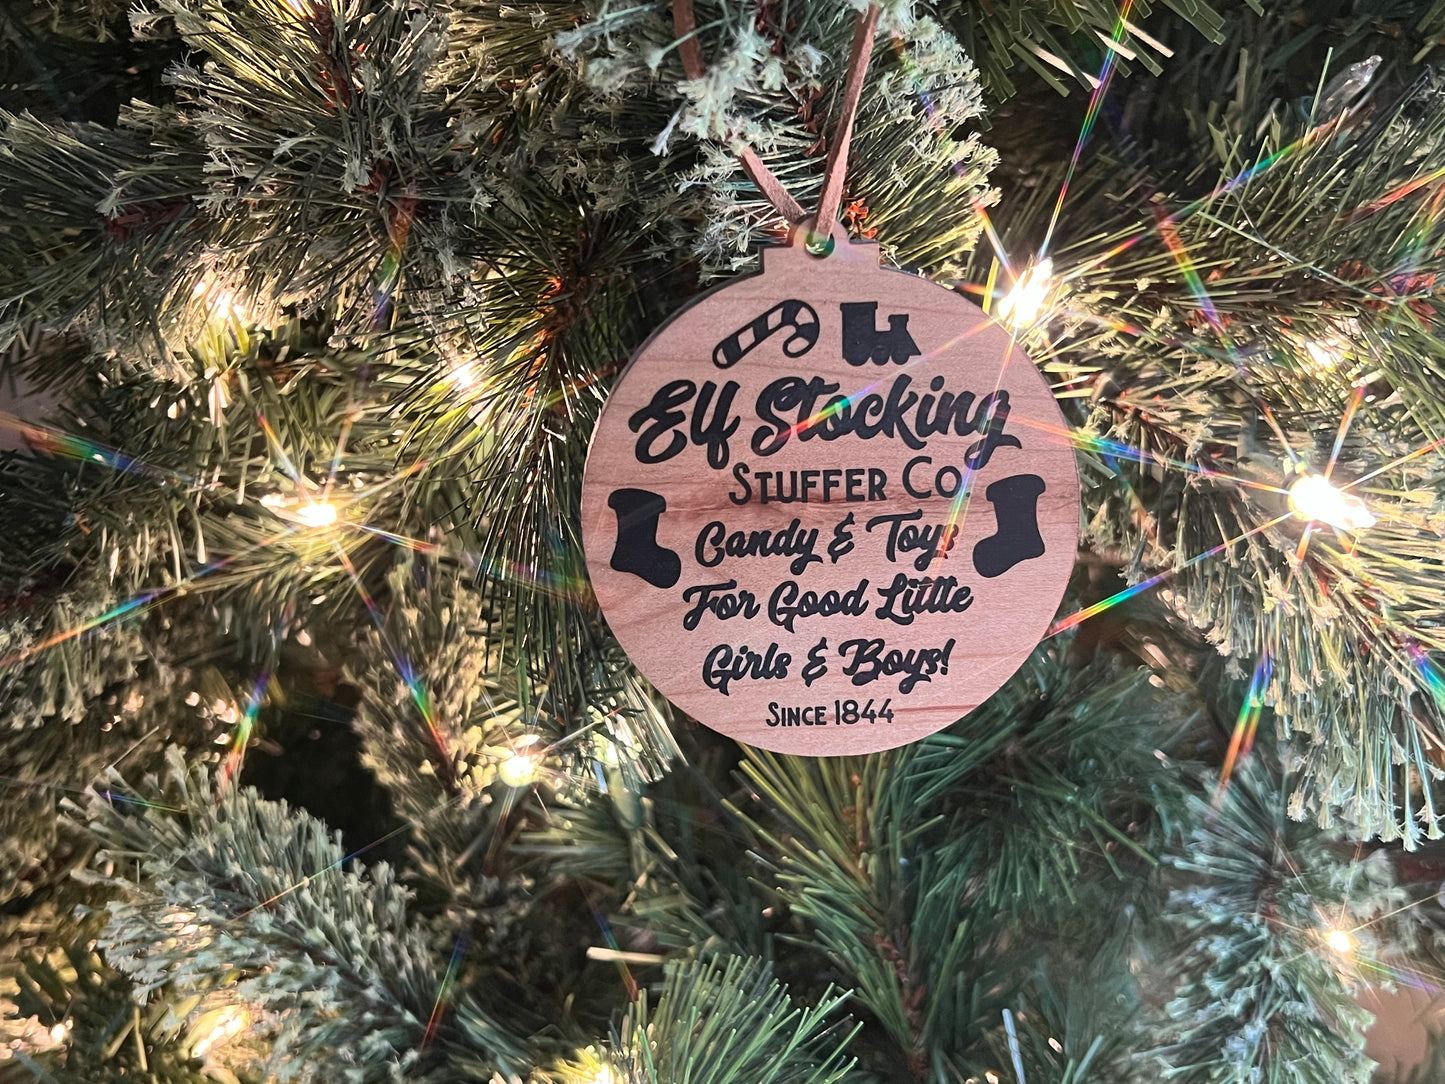 Elf Stocking
STUFFER CO.
Candy & Toys
For Good Little
Girls & Boys!
SINCE 1844